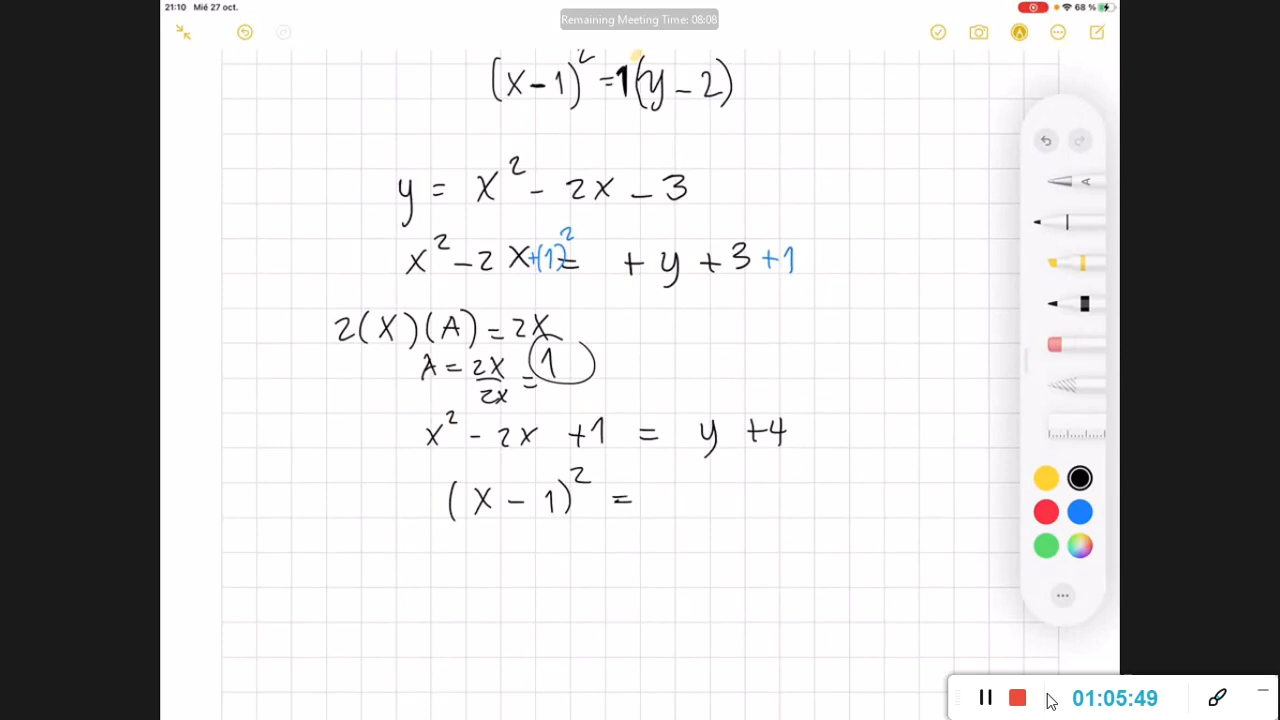 21:10 Mié 27 oct.
68 %
Remaining Meeting Time: 08:08
(x-1)² =1(y-2)
y = x² - 2x - 3
x² - 2x +(1)² = + y + 3 +1
2(x)(A) = 2x
A = 2x/2x = 1
x² - 2x +1 = y +4
(x - 1)² =
01:05:49